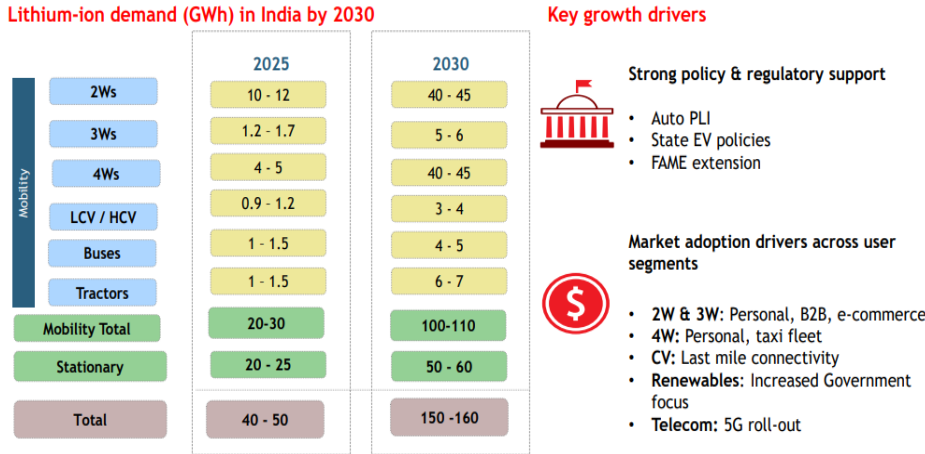 Lithium-ion demand (GWh) in India by 2030
Key growth drivers
2025 2030
Mobility
2Ws 10 - 12 40 - 45
3Ws 1.2 – 1.7 5 - 6
4Ws 4 - 5 40 - 45
LCV / HCV 0.9 – 1.2 3 - 4
Buses 1 – 1.5 4 - 5
Tractors 1 – 1.5 6 - 7
Mobility Total 20-30 100-110
Stationary 20 - 25 50 - 60
Total 40 - 50 150 -160
Strong policy & regulatory support
• Auto PLI
• State EV policies
• FAME extension
Market adoption drivers across user
segments
$
• 2W & 3W: Personal, B2B, e-commerce
• 4W: Personal, taxi fleet
• CV: Last mile connectivity
• Renewables: Increased Government
focus
• Telecom: 5G roll-out